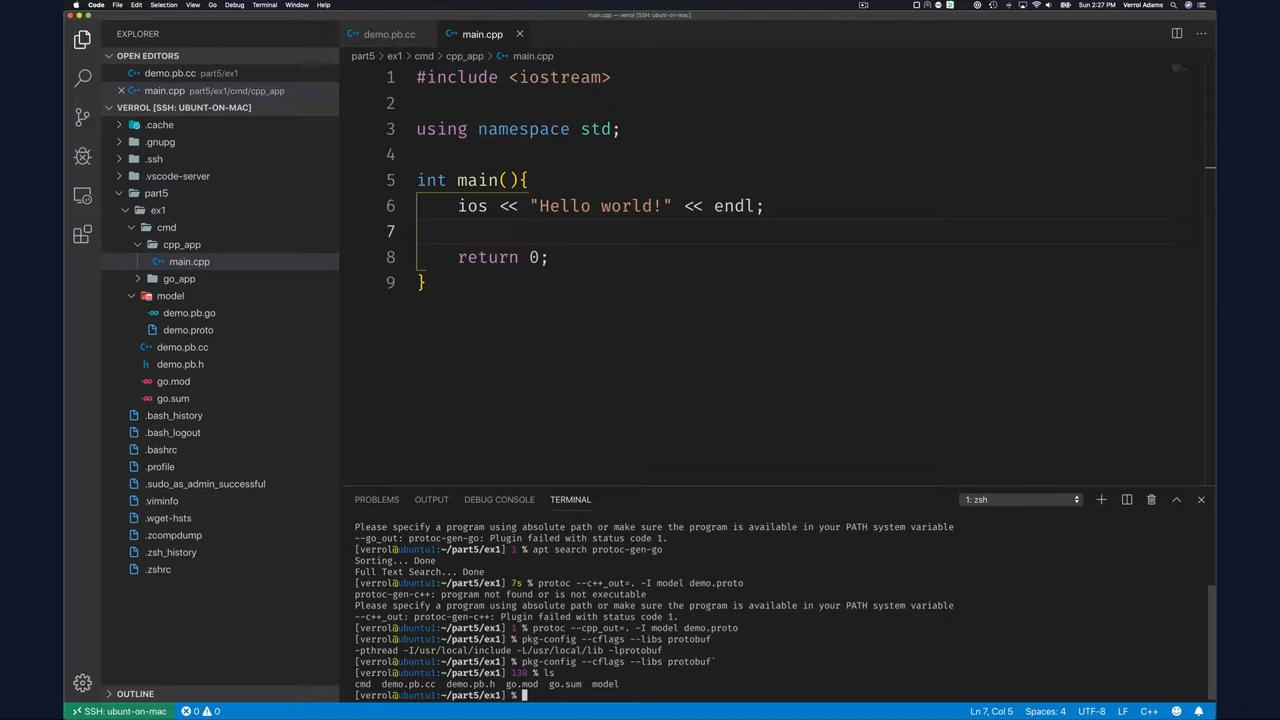 Code File Edit Selection View Go Debug Terminal Window Help
Sun 2:27 PM Verrol Adams
main.cpp — verrol [SSH: ubunt-on-mac]
EXPLORER
OPEN EDITORS
demo.pb.cc part5/ex1
main.cpp part5/ex1/cmd/cpp_app
VERROL [SSH: UBUNT-ON-MAC]
.cache
.gnupg
.ssh
.vscode-server
part5
ex1
cmd
cpp_app
main.cpp
go_app
model
demo.pb.go
demo.proto
demo.pb.cc
demo.pb.h
go.mod
go.sum
.bash_history
.bash_logout
.bashrc
.profile
.sudo_as_admin_successful
.viminfo
.wget-hsts
.zcompdump
.zsh_history
.zshrc
OUTLINE
demo.pb.cc main.cpp
part5 › ex1 › cmd › cpp_app › main.cpp
1 #include <iostream>
2
3 using namespace std;
4
5 int main(){
6 ios << "Hello world!" << endl;
7
8 return 0;
9 }
PROBLEMS OUTPUT DEBUG CONSOLE TERMINAL 1: zsh
Please specify a program using absolute path or make sure the program is available in your PATH system variable
--go_out: protoc-gen-go: Plugin failed with status code 1.
[verrol@ubuntu1:~/part5/ex1] 1 % apt search protoc-gen-go
Sorting... Done
Full Text Search... Done
[verrol@ubuntu1:~/part5/ex1] 7s % protoc --c++_out=. -I model demo.proto
protoc-gen-c++: program not found or is not executable
Please specify a program using absolute path or make sure the program is available in your PATH system variable
--c++_out: protoc-gen-c++: Plugin failed with status code 1.
[verrol@ubuntu1:~/part5/ex1] 1 % protoc --cpp_out=. -I model demo.proto
[verrol@ubuntu1:~/part5/ex1] % pkg-config --cflags --libs protobuf
-pthread -I/usr/local/include -L/usr/local/lib -lprotobuf
[verrol@ubuntu1:~/part5/ex1] % pkg-config --cflags --libs protobuf`
[verrol@ubuntu1:~/part5/ex1] 130 % ls
cmd demo.pb.cc demo.pb.h go.mod go.sum model
[verrol@ubuntu1:~/part5/ex1] %
SSH: ubunt-on-mac 0 0 Ln 7, Col 5 Spaces: 4 UTF-8 LF C++